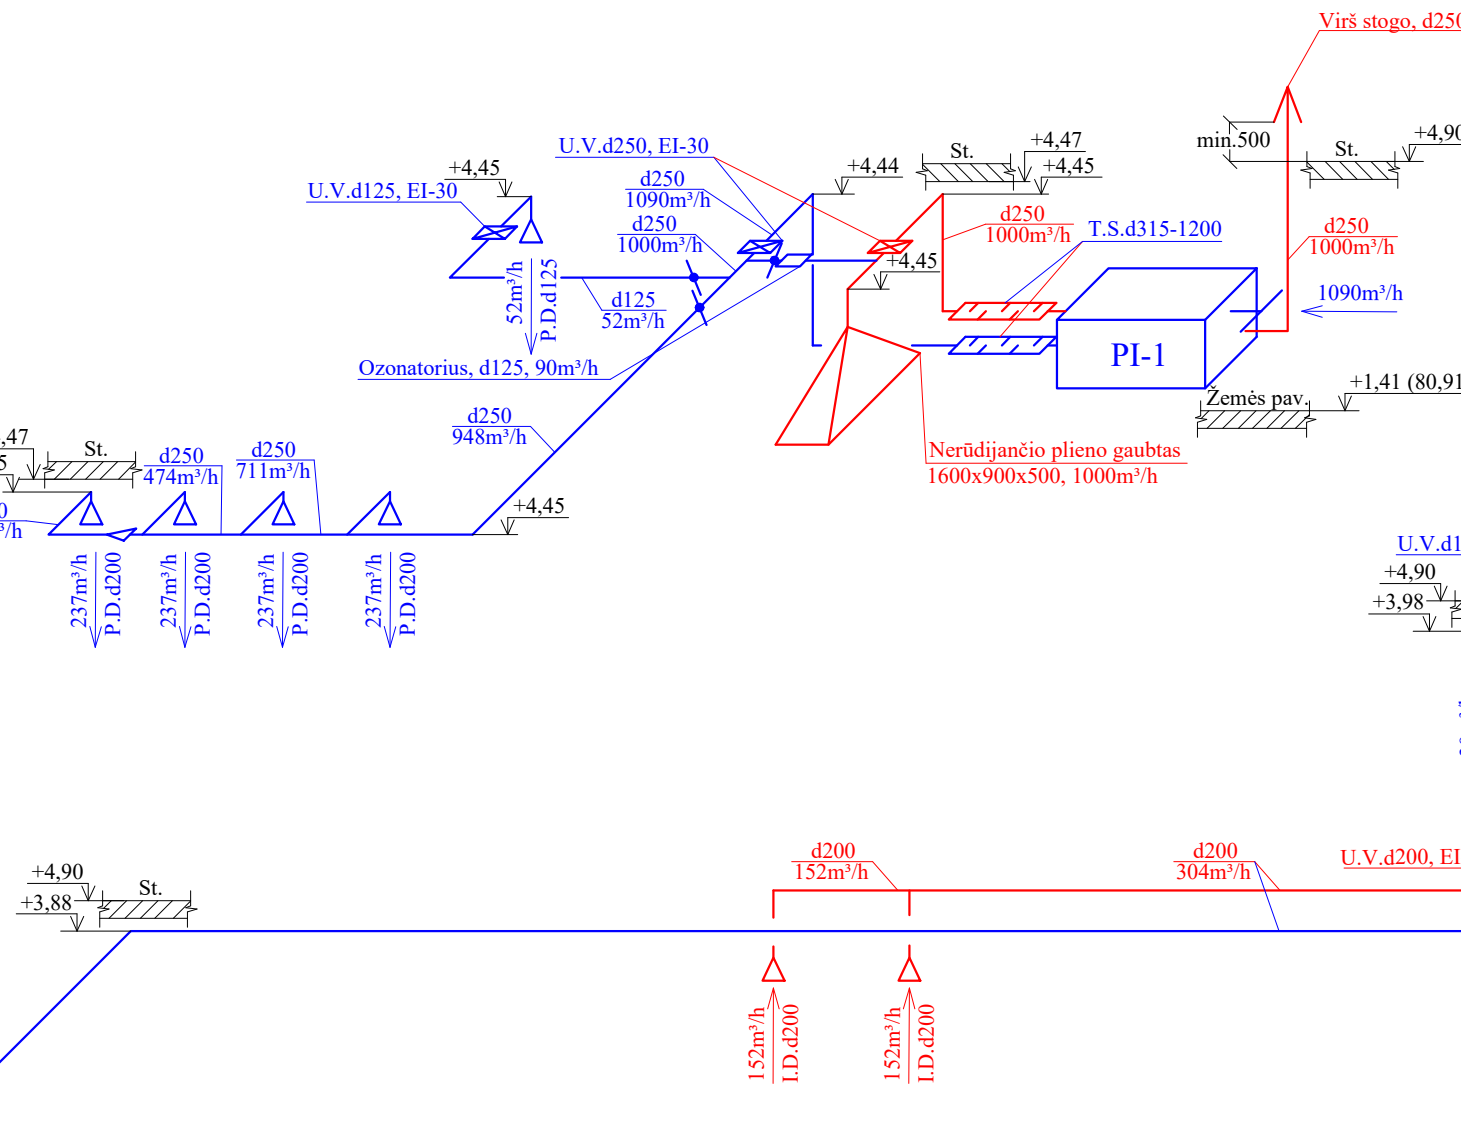 Virš stogo, d250
min.500
St.
+4,90
U.V.d250, EI-30
St.
+4,47
+4,45
+4,45
+4,44
U.V.d125, EI-30
d250
1090m³/h
d250
1000m³/h
d250
1000m³/h
T.S.d315-1200
d250
1000m³/h
+4,45
52m³/h
P.D.d125
d125
52m³/h
1090m³/h
PI-1
Ozonatorius, d125, 90m³/h
Žemės pav.
+1,41 (80,91
d250
948m³/h
,47
St.
d250
474m³/h
d250
711m³/h
Nerūdijančio plieno gaubtas
1600x900x500, 1000m³/h
+4,45
237m³/h
P.D.d200
237m³/h
P.D.d200
237m³/h
P.D.d200
237m³/h
P.D.d200
U.V.d1
+4,90
+3,98
d200
152m³/h
d200
304m³/h
U.V.d200, EI
+4,90
St.
+3,88
152m³/h
I.D.d200
152m³/h
I.D.d200